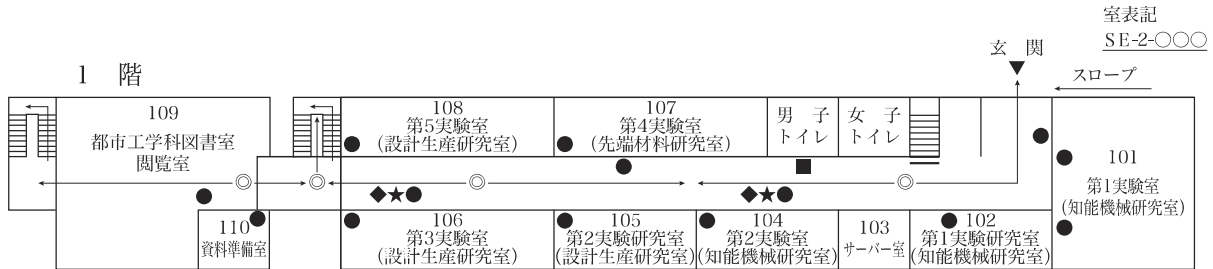 室表記
SE-2-○○○
玄関
スロープ
1階
109
都市工学科図書室
閲覧室
108
第5実験室
(設計生産研究室)
107
第4実験室
(先端材料研究室)
男子
トイレ
女子
トイレ
101
第1実験室
(知能機械研究室)
110
資料準備室
106
第3実験室
(設計生産研究室)
105
第2実験研究室
(設計生産研究室)
104
第2実験室
(知能機械研究室)
103
サーバー室
102
第1実験研究室
(知能機械研究室)